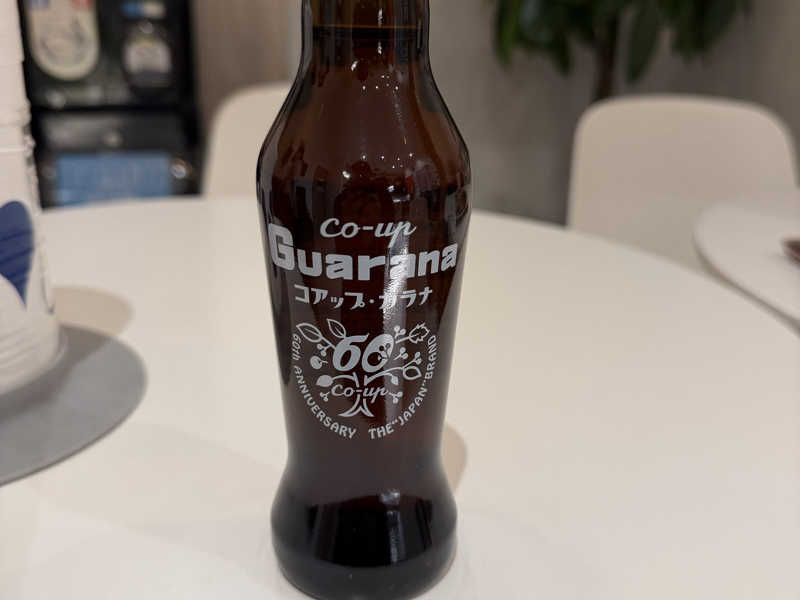 Co-up
Guarana
コアップ・ガラナ
60
Co-up
60th ANNIVERSARY THE "JAPAN" BRAND